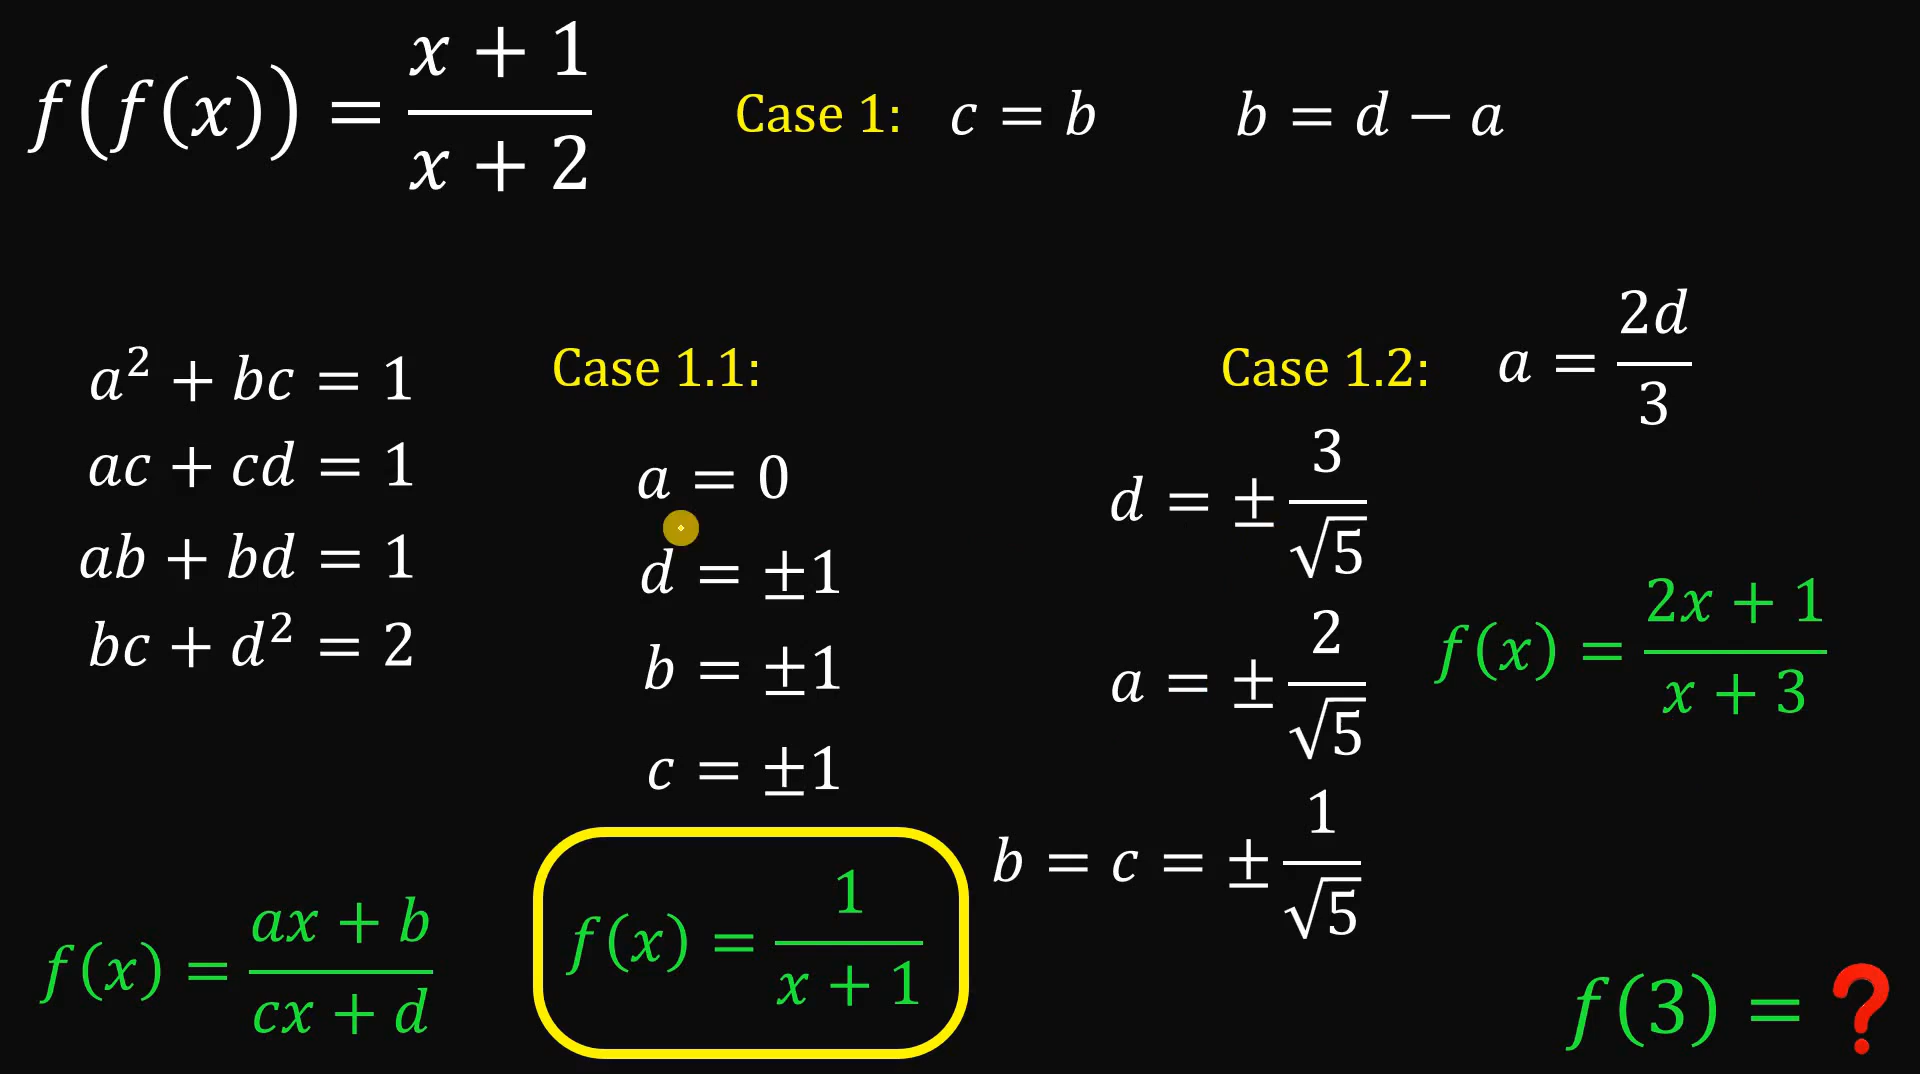 f(f(x)) = (x + 1)/(x + 2)
Case 1: c = b    b = d − a
a² + bc = 1
ac + cd = 1
ab + bd = 1
bc + d² = 2
f(x) = (ax + b)/(cx + d)
Case 1.1:
a = 0
d = ±1
b = ±1
c = ±1
f(x) = 1/(x + 1)
Case 1.2: a = 2d/3
d = ± 3/√5
a = ± 2/√5
b = c = ± 1/√5
f(x) = (2x + 1)/(x + 3)
f(3) = ?